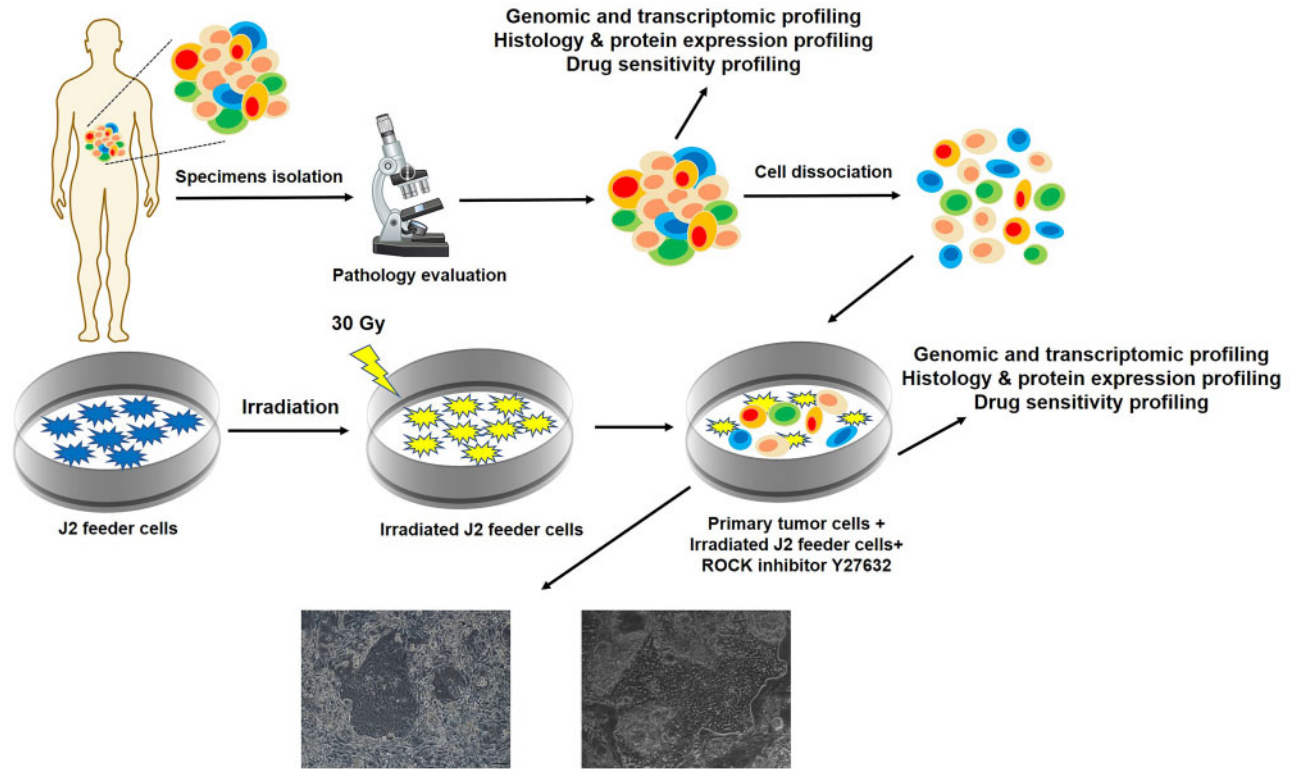 Genomic and transcriptomic profiling
Histology & protein expression profiling
Drug sensitivity profiling
Specimens isolation
Pathology evaluation
Cell dissociation
30 Gy
Irradiation
J2 feeder cells
Irradiated J2 feeder cells
Primary tumor cells +
Irradiated J2 feeder cells+
ROCK inhibitor Y27632
Genomic and transcriptomic profiling
Histology & protein expression profiling
Drug sensitivity profiling